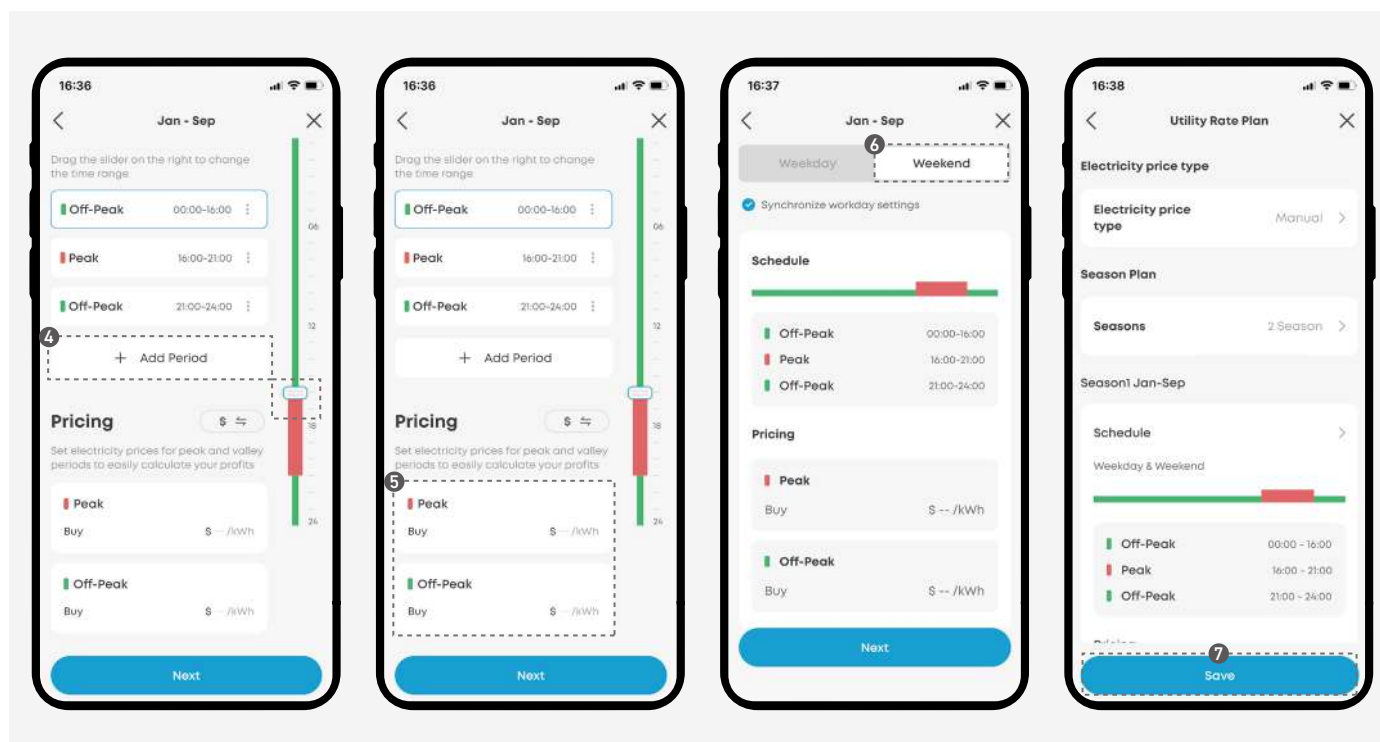 16:36
Jan - Sep
Drag the slider on the right to change
the time range
Off-Peak 00:00-16:00
06
Peak 16:00-21:00
Off-Peak 21:00-24:00
12
4
+ Add Period
Pricing $
18
Set electricity prices for peak and valley
periods to easily calculate your profits
Peak
24
Buy $ -- /kWh
Off-Peak
Buy $ -- /kWh
Next
16:36
Jan - Sep
Drag the slider on the right to change
the time range
Off-Peak 00:00-16:00
06
Peak 16:00-21:00
Off-Peak 21:00-24:00
12
+ Add Period
Pricing $
18
Set electricity prices for peak and valley
periods to easily calculate your profits
5
Peak
24
Buy $ -- /kWh
Off-Peak
Buy $ -- /kWh
Next
16:37
Jan - Sep
6
Weekday Weekend
Synchronize workday settings
Schedule
Off-Peak 00:00-16:00
Peak 16:00-21:00
Off-Peak 21:00-24:00
Pricing
Peak
Buy $ -- /kWh
Off-Peak
Buy $ -- /kWh
Next
16:38
Utility Rate Plan
Electricity price type
Electricity price
type Manual
Season Plan
Seasons 2 Season
Season1 Jan-Sep
Schedule
Weekday & Weekend
Off-Peak 00:00 - 16:00
Peak 16:00 - 21:00
Off-Peak 21:00 - 24:00
7
Save